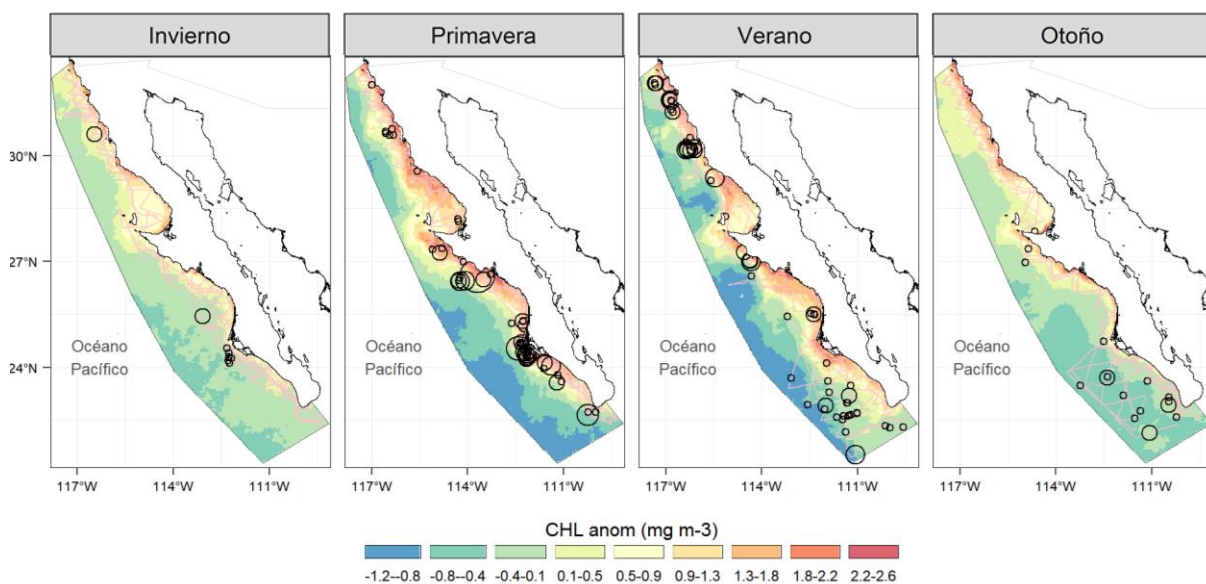 Invierno
Primavera
Verano
Otoño
30°N
27°N
24°N
Océano
Pacífico
Océano
Pacífico
Océano
Pacífico
Océano
Pacífico
117°W 114°W 111°W
117°W 114°W 111°W
117°W 114°W 111°W
117°W 114°W 111°W
CHL anom (mg m-3)
-1.2--0.8 -0.8--0.4 -0.4-0.1 0.1-0.5 0.5-0.9 0.9-1.3 1.3-1.8 1.8-2.2 2.2-2.6